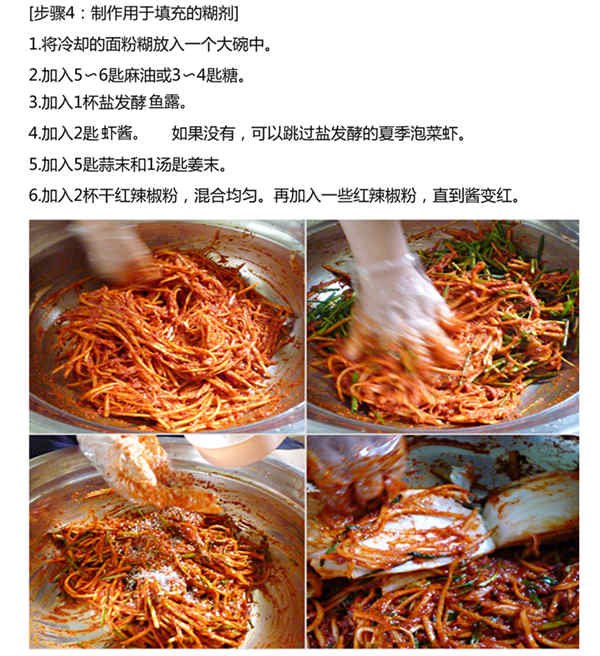 [步骤4：制作用于填充的糊剂]
1.将冷却的面粉糊放入一个大碗中。
2.加入5～6匙麻油或3～4匙糖。
3.加入1杯盐发酵 鱼露。
4.加入2匙 虾酱。 如果没有，可以跳过盐发酵的夏季泡菜虾。
5.加入5匙蒜末和1汤匙姜末。
6.加入2杯干红辣椒粉，混合均匀。再加入一些红辣椒粉，直到酱变红。